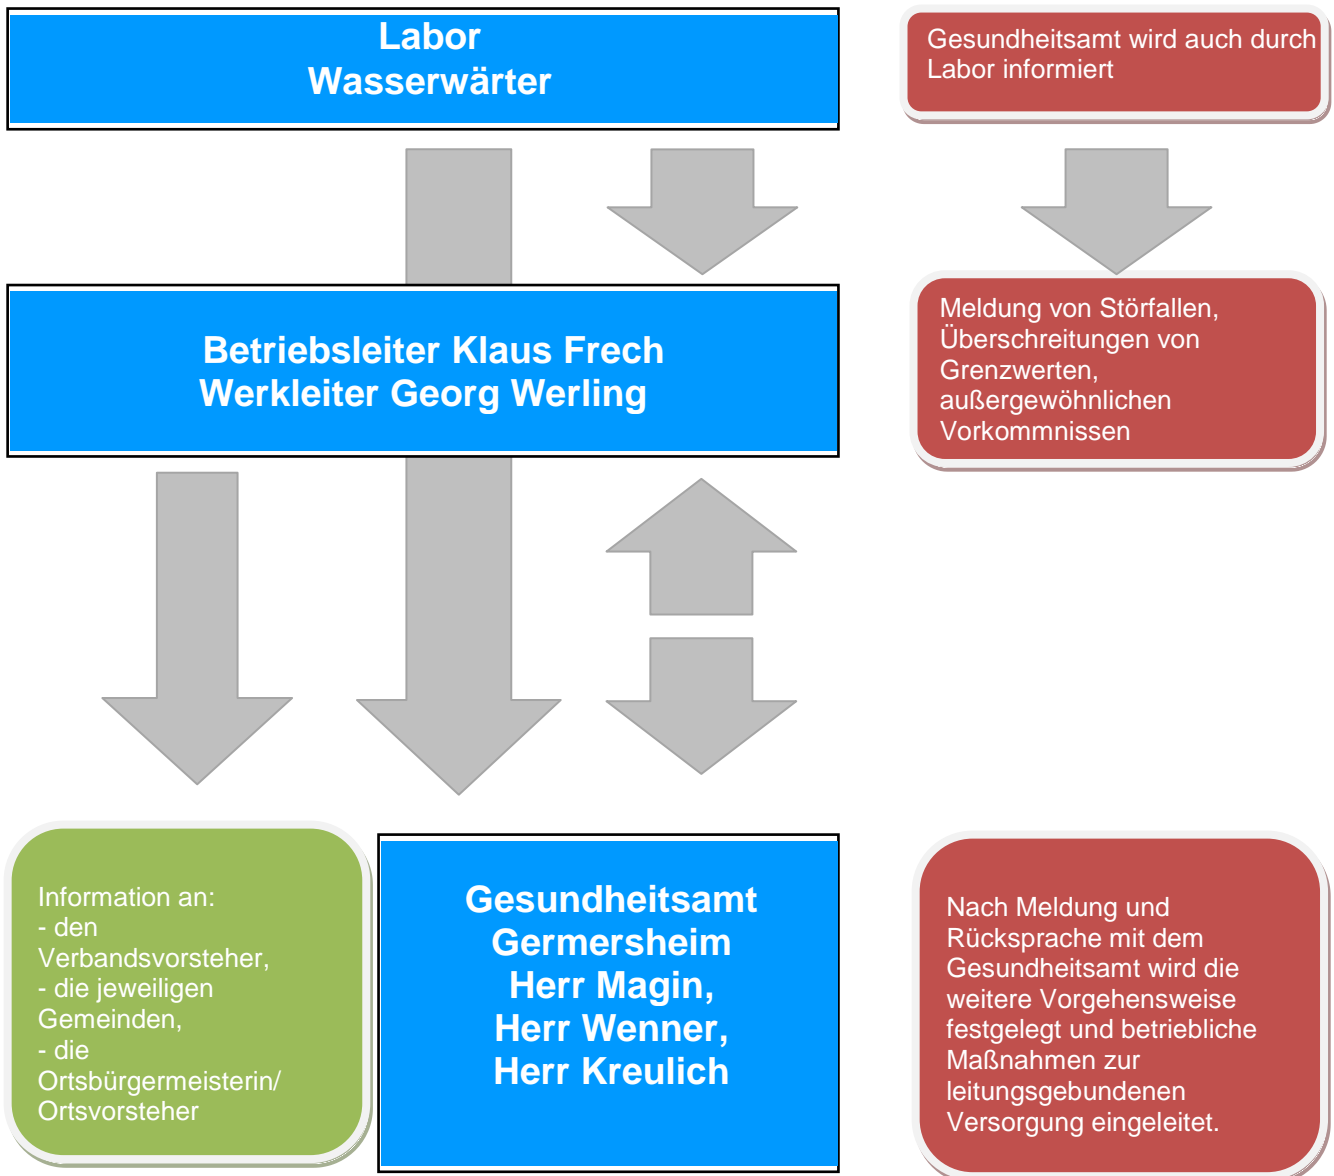 Labor
Wasserwärter
Gesundheitsamt wird auch durch
Labor informiert
Betriebsleiter Klaus Frech
Werkleiter Georg Werling
Meldung von Störfallen,
Überschreitungen von
Grenzwerten,
außergewöhnlichen
Vorkommnissen
Information an:
- den
Verbandsvorsteher,
- die jeweiligen
Gemeinden,
- die
Ortsbürgermeisterin/
Ortsvorsteher
Gesundheitsamt
Germersheim
Herr Magin,
Herr Wenner,
Herr Kreulich
Nach Meldung und
Rücksprache mit dem
Gesundheitsamt wird die
weitere Vorgehensweise
festgelegt und betriebliche
Maßnahmen zur
leitungsgebundenen
Versorgung eingeleitet.